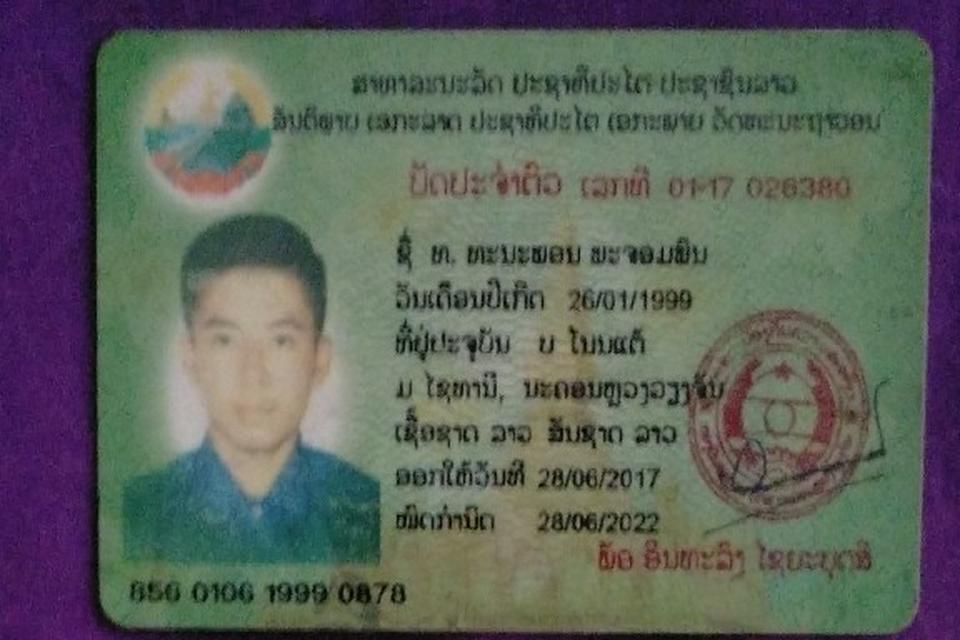 ສາທາລະນະລັດ ປະຊາທິປະໄຕ ປະຊາຊົນລາວ
ສັນຕິພາບ ເອກະລາດ ປະຊາທິປະໄຕ ເອກະພາບ ວັດທະນະຖາວອນ
ບັດປະຈຳຕົວ ເລກທີ 01-17 026380
ຊື່ ທ. ທະນະພອນ ພະຈອມພິນ
ວັນເດືອນປີເກີດ 26/01/1999
ທີ່ຢູ່ປະຈຸບັນ ບ ໂນນແຕ້
ມ ໄຊທານີ, ນະຄອນຫຼວງວຽງຈັນ
ເຊື້ອຊາດ ລາວ ສັນຊາດ ລາວ
ອອກໃຫ້ວັນທີ 28/06/2017
ໝົດກຳນົດ 28/06/2022
ພັອ ອິນທະລົງ ໄຊຍະບຸດທິ
856 0106 1999 0878